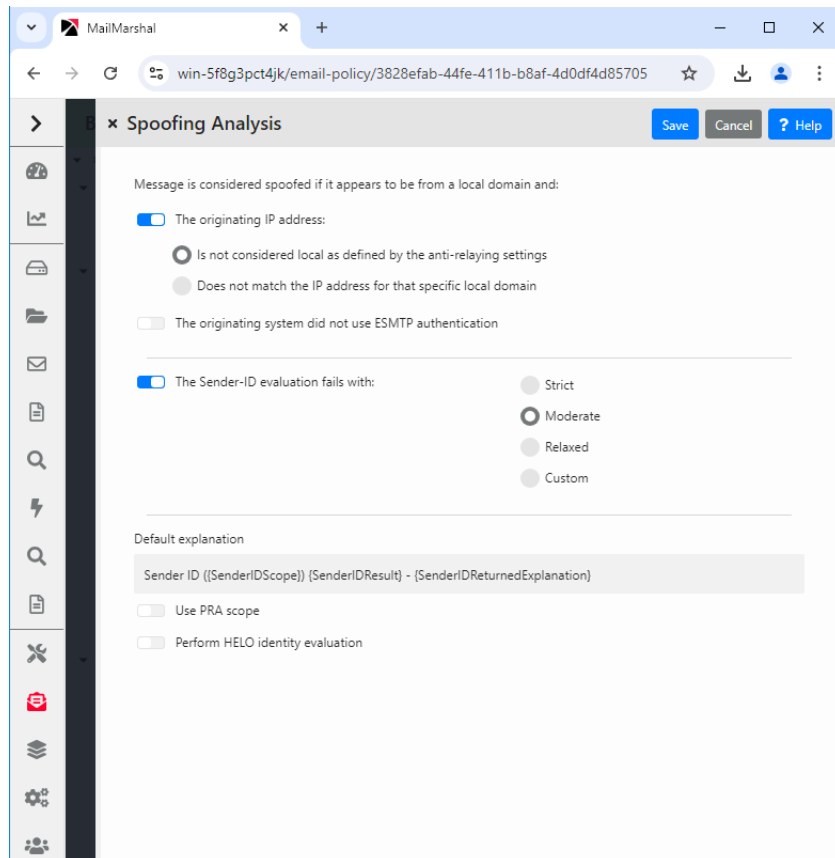 MailMarshal
win-5f8g3pct4jk/email-policy/3828efab-44fe-411b-b8af-4d0df4d85705
Spoofing Analysis
Save
Cancel
? Help
Message is considered spoofed if it appears to be from a local domain and:
The originating IP address:
Is not considered local as defined by the anti-relaying settings
Does not match the IP address for that specific local domain
The originating system did not use ESMTP authentication
The Sender-ID evaluation fails with:
Strict
Moderate
Relaxed
Custom
Default explanation
Sender ID ({SenderIDScope}) {SenderIDResult} - {SenderIDReturnedExplanation}
Use PRA scope
Perform HELO identity evaluation